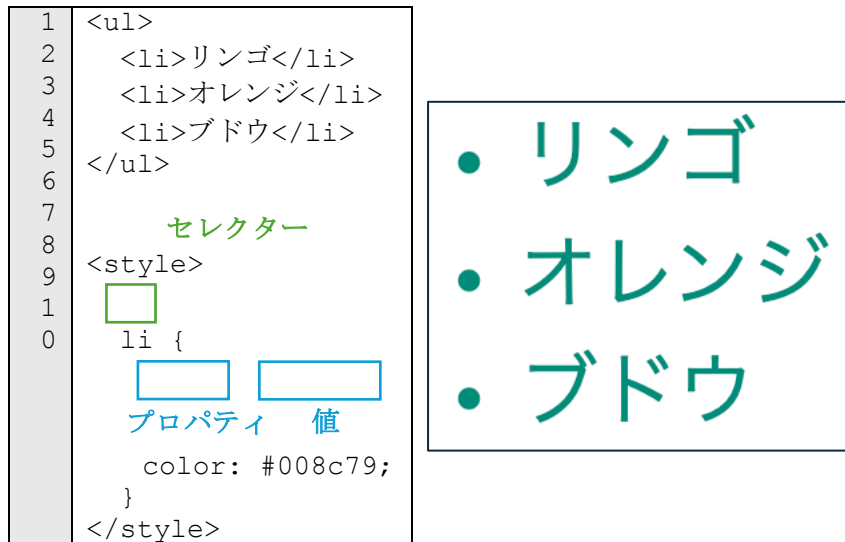 1
2
3
4
5
6
7
8
9
1
0
<ul>
<li>リンゴ</li>
<li>オレンジ</li>
<li>ブドウ</li>
</ul>
セレクター
<style>
li {
プロパティ 値
color: #008c79;
}
</style>
• リンゴ
• オレンジ
• ブドウ